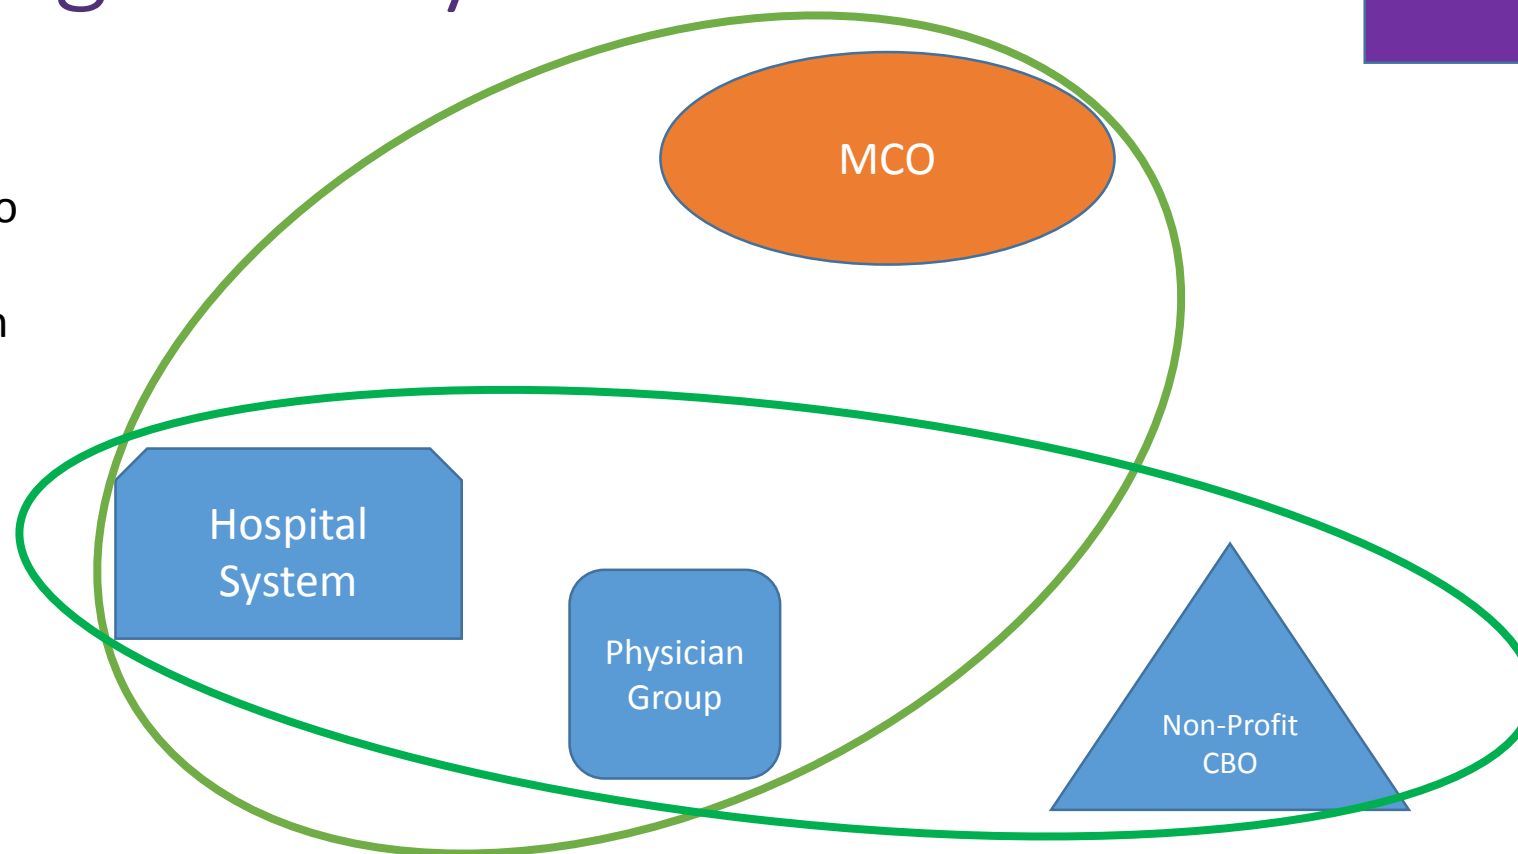 MCO
Hospital
System
Physician
Group
Non-Profit
CBO